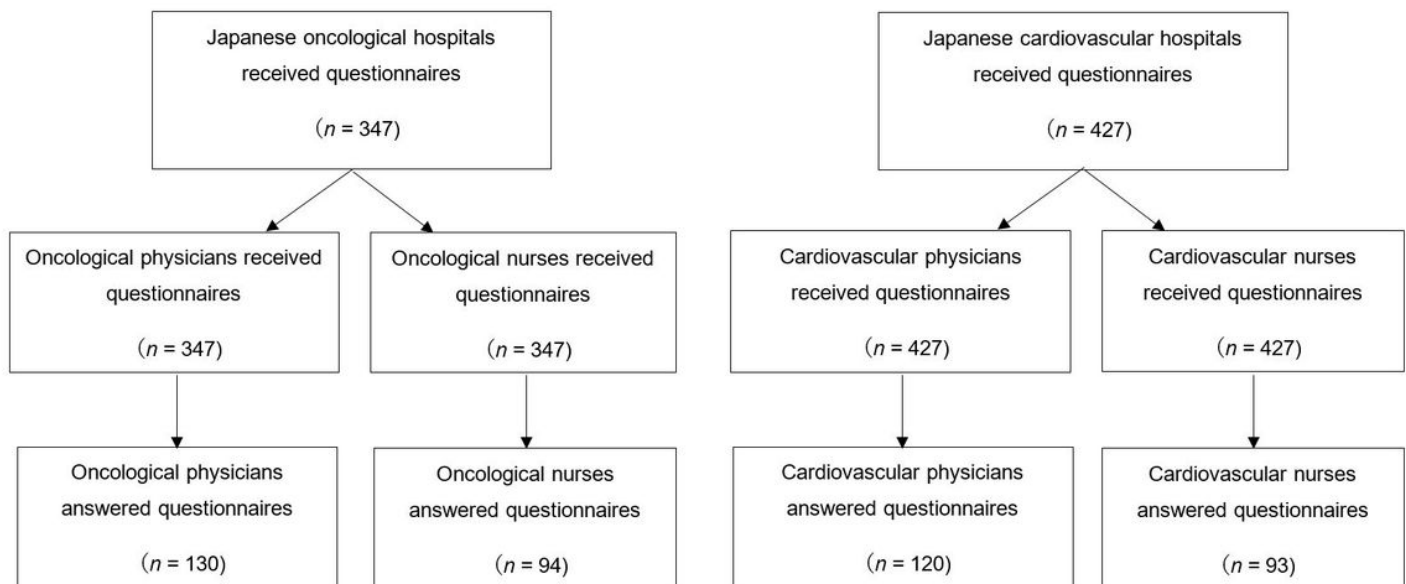 Japanese oncological hospitals
received questionnaires
(n = 347)
Japanese cardiovascular hospitals
received questionnaires
(n = 427)
Oncological physicians received
questionnaires
(n = 347)
Oncological nurses received
questionnaires
(n = 347)
Cardiovascular physicians
received questionnaires
(n = 427)
Cardiovascular nurses
received questionnaires
(n = 427)
Oncological physicians
answered questionnaires
(n = 130)
Oncological nurses
answered questionnaires
(n = 94)
Cardiovascular physicians
answered questionnaires
(n = 120)
Cardiovascular nurses
answered questionnaires
(n = 93)